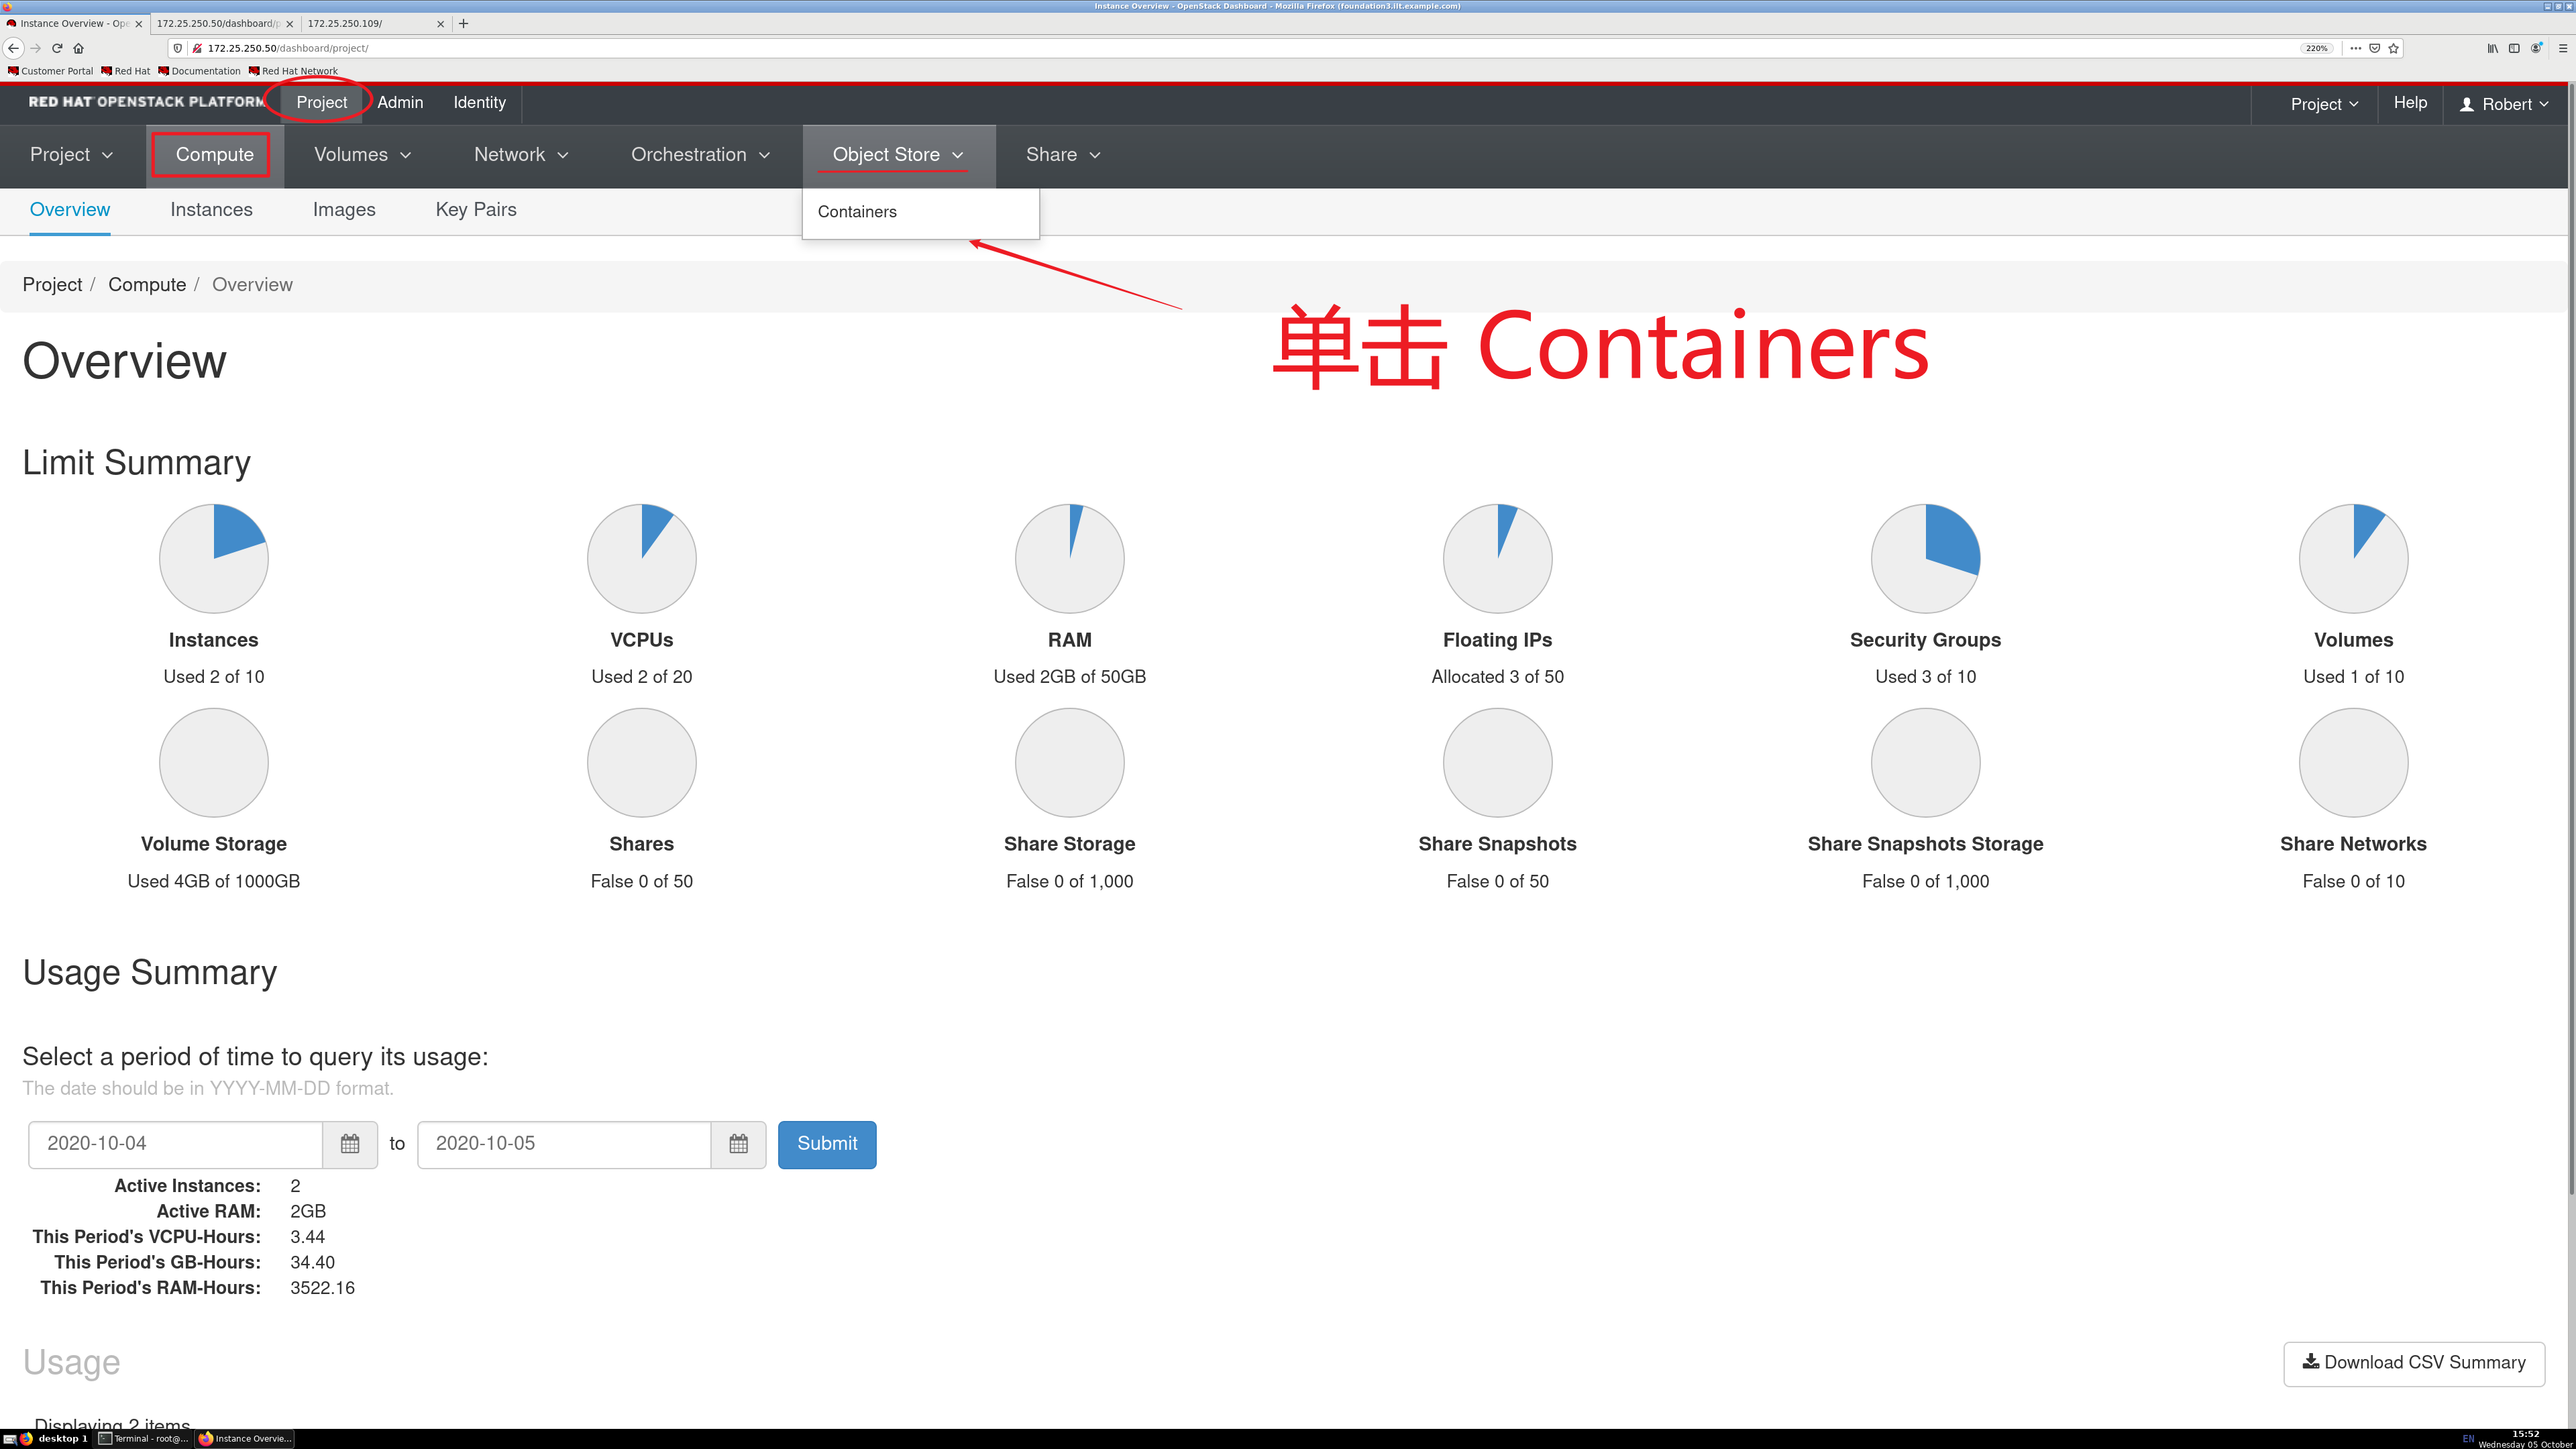 Instance Overview - OpenStack Dashboard - Mozilla Firefox (foundation3.ilt.example.com)
Instance Overview - Ope
172.25.250.50/dashboard/p
172.25.250.109/
172.25.250.50/dashboard/project/
220%
Customer Portal
Red Hat
Documentation
Red Hat Network
RED HAT OPENSTACK PLATFORM
Project
Admin
Identity
Project
Help
Robert
Project
Compute
Volumes
Network
Orchestration
Object Store
Share
Overview
Instances
Images
Key Pairs
Containers
Project / Compute / Overview
单击 Containers
Overview
Limit Summary
Instances
Used 2 of 10
VCPUs
Used 2 of 20
RAM
Used 2GB of 50GB
Floating IPs
Allocated 3 of 50
Security Groups
Used 3 of 10
Volumes
Used 1 of 10
Volume Storage
Used 4GB of 1000GB
Shares
False 0 of 50
Share Storage
False 0 of 1,000
Share Snapshots
False 0 of 50
Share Snapshots Storage
False 0 of 1,000
Share Networks
False 0 of 10
Usage Summary
Select a period of time to query its usage:
The date should be in YYYY-MM-DD format.
2020-10-04 to 2020-10-05 Submit
Active Instances: 2
Active RAM: 2GB
This Period's VCPU-Hours: 3.44
This Period's GB-Hours: 34.40
This Period's RAM-Hours: 3522.16
Usage
Download CSV Summary
Displaying 2 items
desktop 1
Terminal - root@...
Instance Overvie...
EN
15:52
Wednesday 05 October